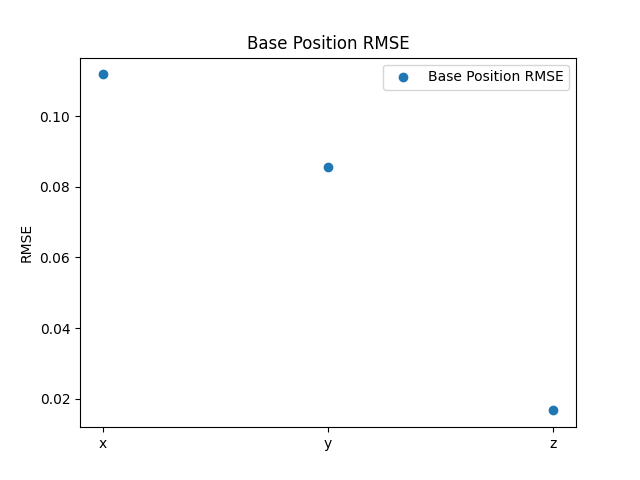 Base Position RMSE
Base Position RMSE
0.10
0.08
0.06
0.04
0.02
RMSE
x
y
z